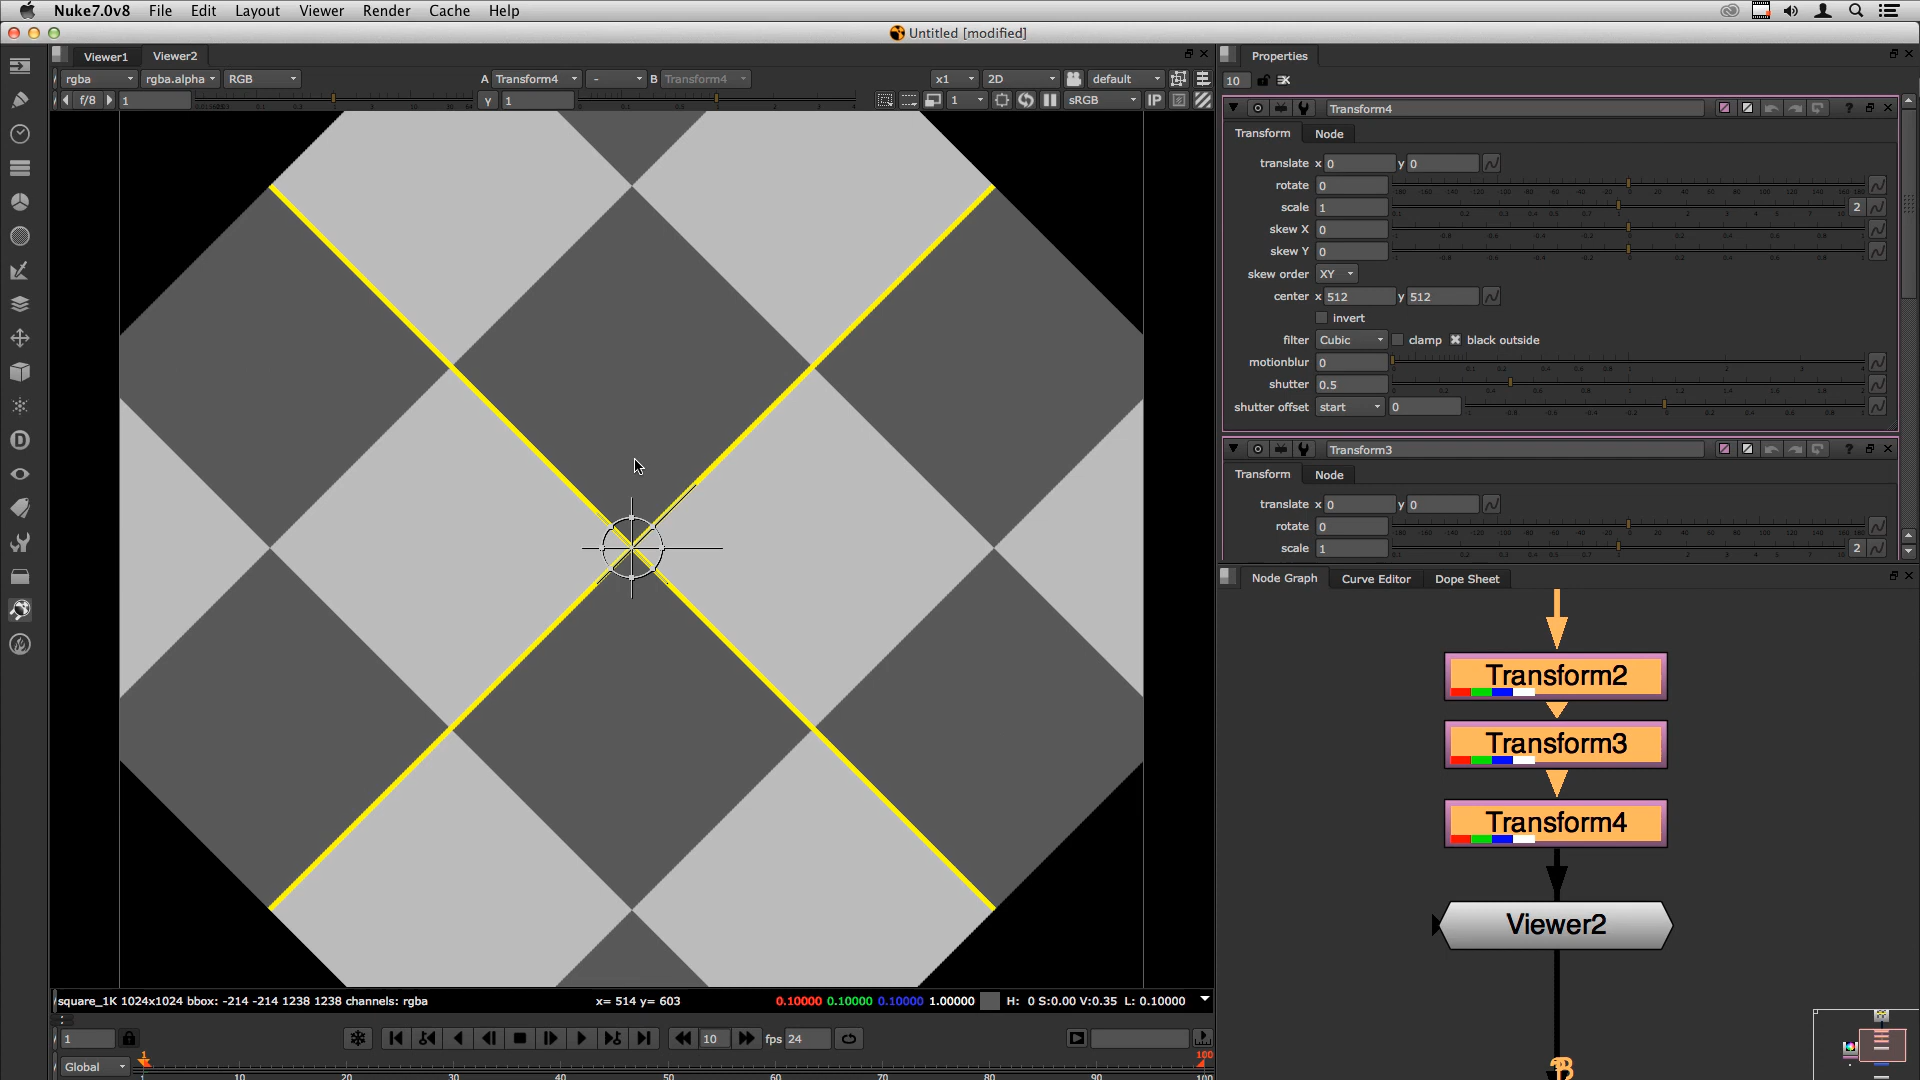 Nuke7.0v8 File Edit Layout Viewer Render Cache Help
Untitled [modified]
Viewer1 Viewer2
rgba rgba.alpha RGB A Transform4 - B Transform4 x1 2D default
f/8 1 Y 1 1 sRGB IP
square_1K 1024x1024 bbox: -214 -214 1238 1238 channels: rgba x= 514 y= 603 0.10000 0.10000 0.10000 1.00000 H: 0 S:0.00 V:0.35 L: 0.10000
1 10 fps 24
Global 1 1 10 20 30 40 50 60 70 80 90 100 100
Properties
10
Transform4
Transform Node
translate x 0 y 0
rotate 0
scale 1 2
skew X 0
skew Y 0
skew order XY
center x 512 y 512
invert
filter Cubic clamp black outside
motionblur 0
shutter 0.5
shutter offset start 0
Transform3
Transform Node
translate x 0 y 0
rotate 0
scale 1 2
Node Graph Curve Editor Dope Sheet
Transform2
Transform3
Transform4
Viewer2